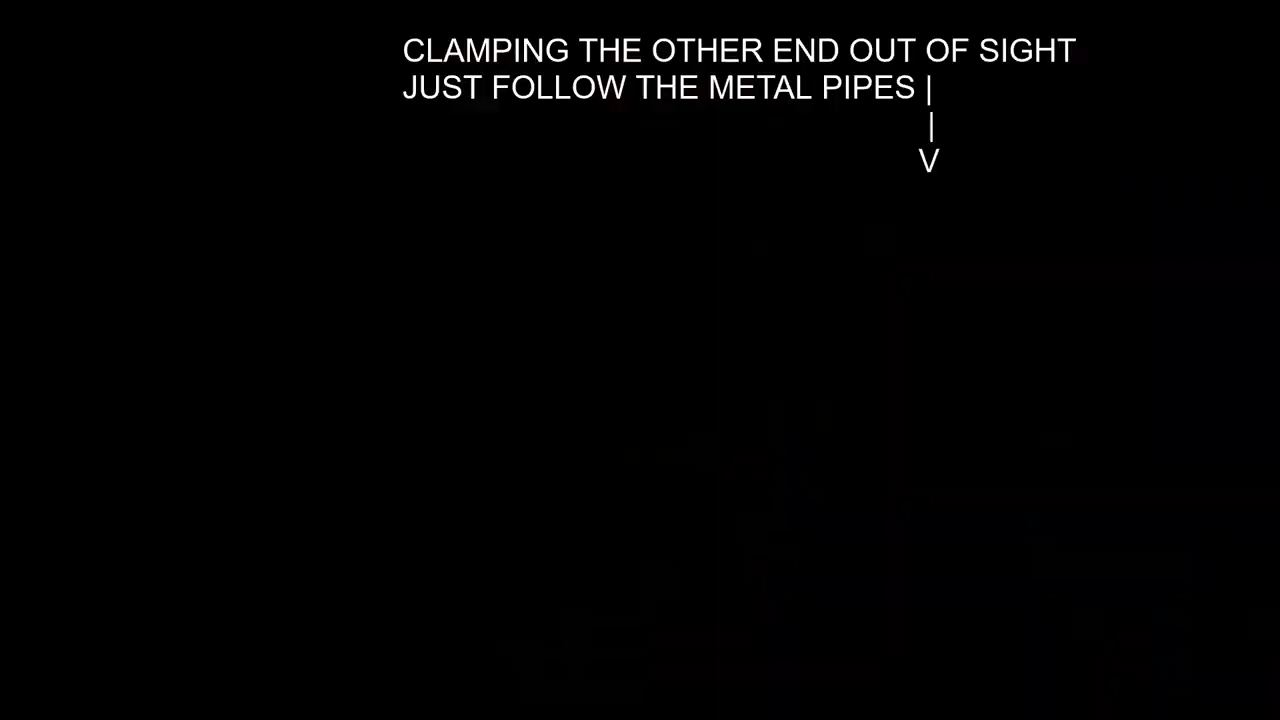 CLAMPING THE OTHER END OUT OF SIGHT
JUST FOLLOW THE METAL PIPES |
|
V